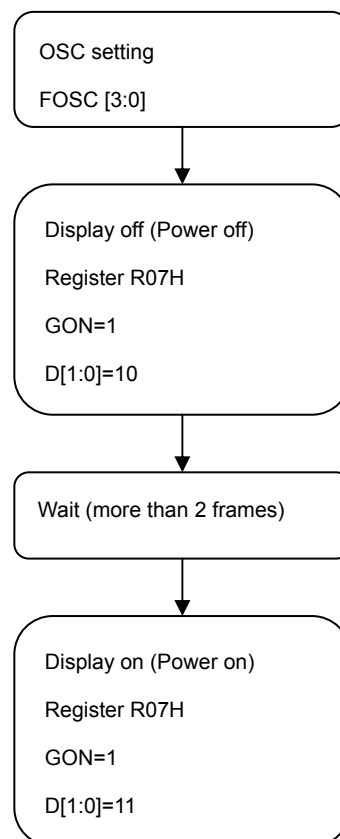 OSC setting
FOSC [3:0]
Display off (Power off)
Register R07H
GON=1
D[1:0]=10
Wait (more than 2 frames)
Display on (Power on)
Register R07H
GON=1
D[1:0]=11